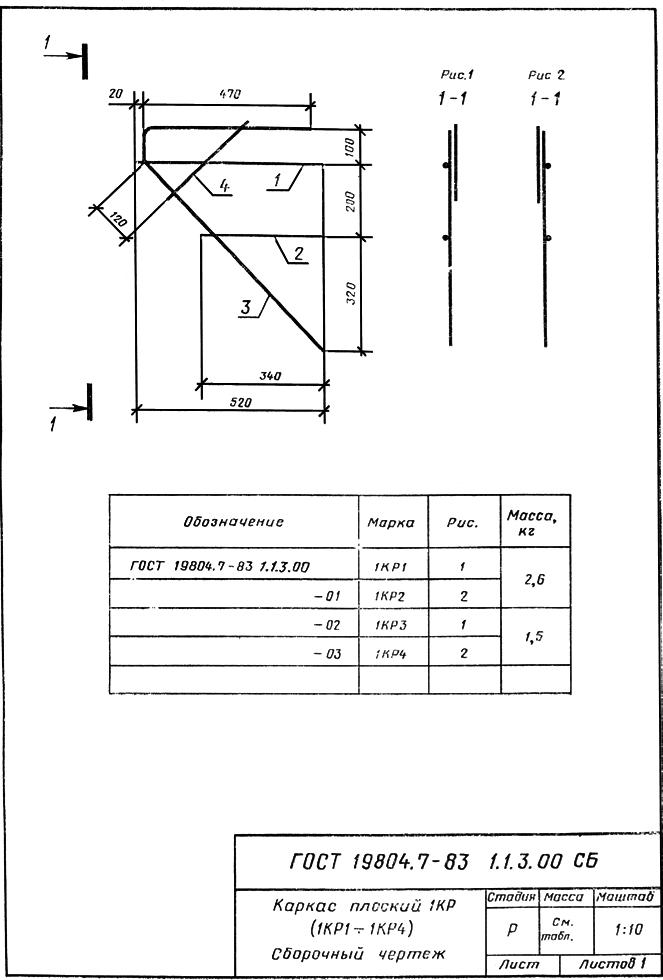 1
Рис.1
Рис 2
1-1
1-1
20
470
100
4
1
200
120
2
3
320
340
520
1
Обозначение Марка Рис. Масса, кг
ГОСТ 19804.7-83 1.1.3.00 1КР1 1 2,6
-01 1КР2 2
-02 1КР3 1 1,5
-03 1КР4 2
ГОСТ 19804.7-83 1.1.3.00 СБ
Каркас плоский 1КР
(1КР1÷1КР4)
Сборочный чертеж
Стадия Масса Маштаб
Р См. табл. 1:10
Лист Листов 1